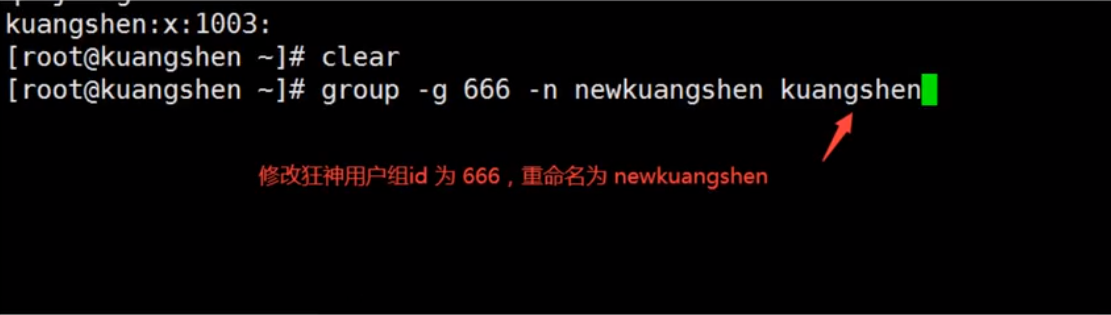 kuangshen:x:1003:
[root@kuangshen ~]# clear
[root@kuangshen ~]# group -g 666 -n newkuangshen kuangshen
修改狂神用户组id 为 666，重命名为 newkuangshen